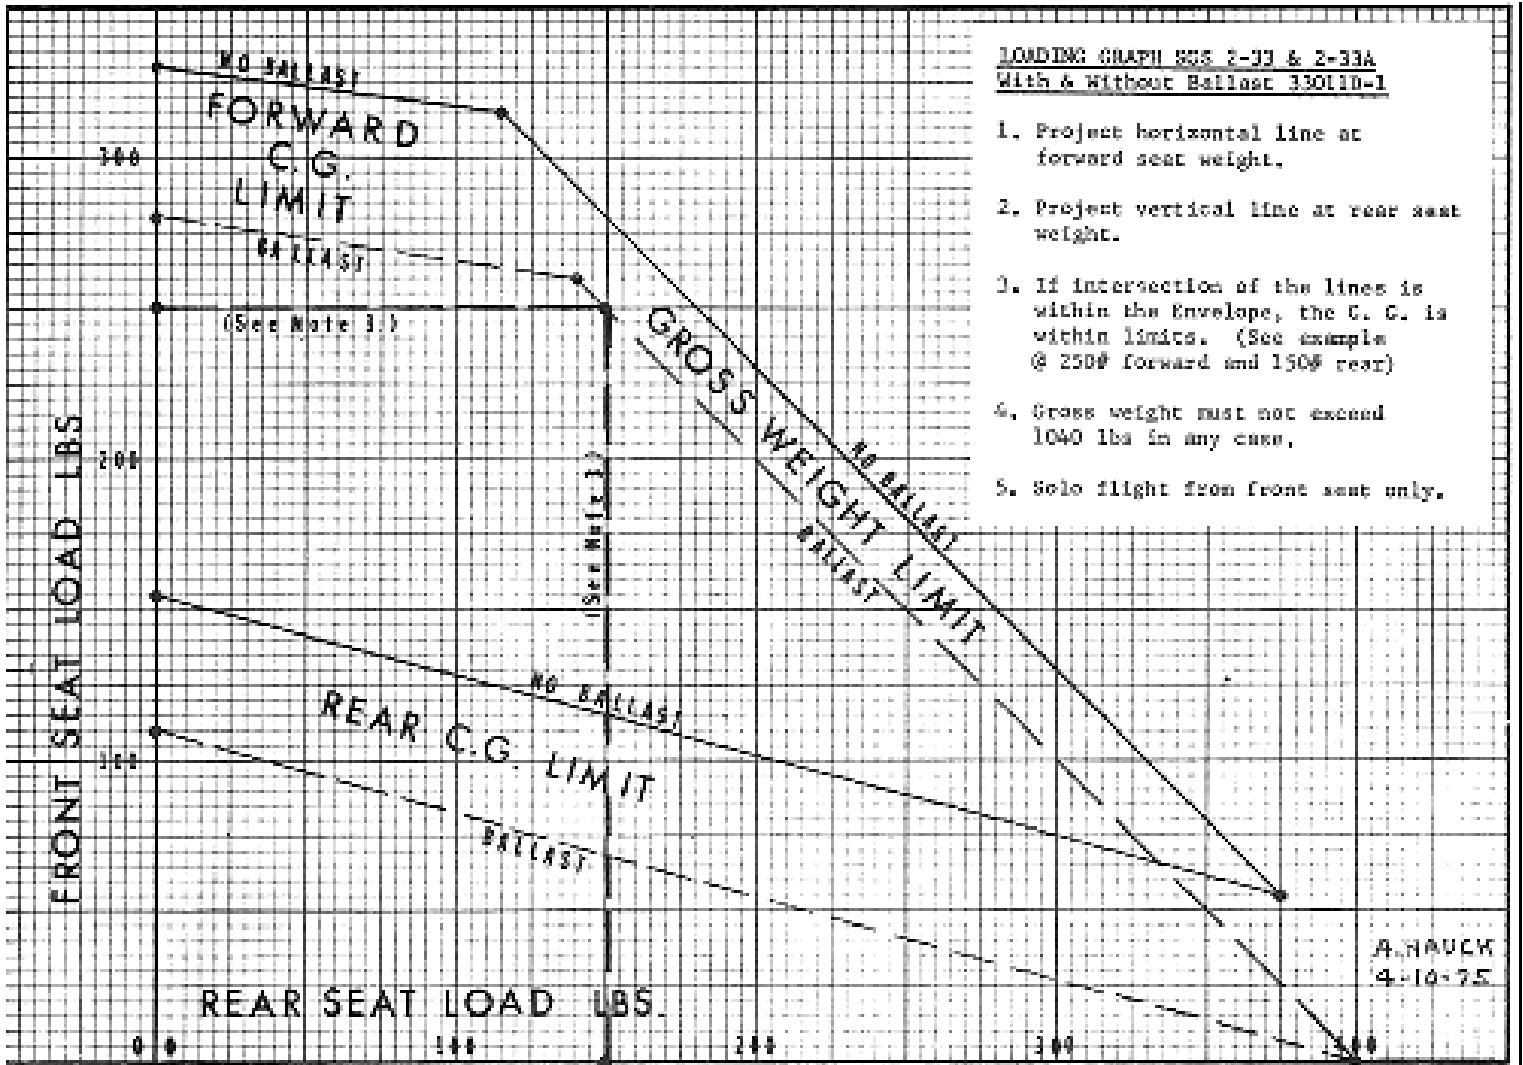 LOADING GRAPH SGS 2-33 & 2-33A
With & Without Ballast 33011D-1
1. Project horizontal line at
forward seat weight.
2. Project vertical line at rear seat
weight.
3. If intersection of the lines is
within the Envelope, the C. G. is
within limits. (See example
@ 250# forward and 150# rear)
4. Gross weight must not exceed
1040 lbs in any case.
5. Solo flight from front seat only.
NO BALLAST
FORWARD
C.G.
LIMIT
BALLAST
(See Note 3.)
GROSS WEIGHT LIMIT
NO BALLAST
BALLAST
(See Note 3)
NO BALLAST
REAR C.G. LIMIT
BALLAST
FRONT SEAT LOAD LBS
300
200
100
REAR SEAT LOAD LBS.
0 0 0
100
200
300
400
A. HAUCK
4-10-75